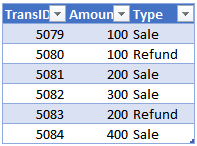 TransID Amoun Type
5079 100 Sale
5080 100 Refund
5081 200 Sale
5082 300 Sale
5083 200 Refund
5084 400 Sale